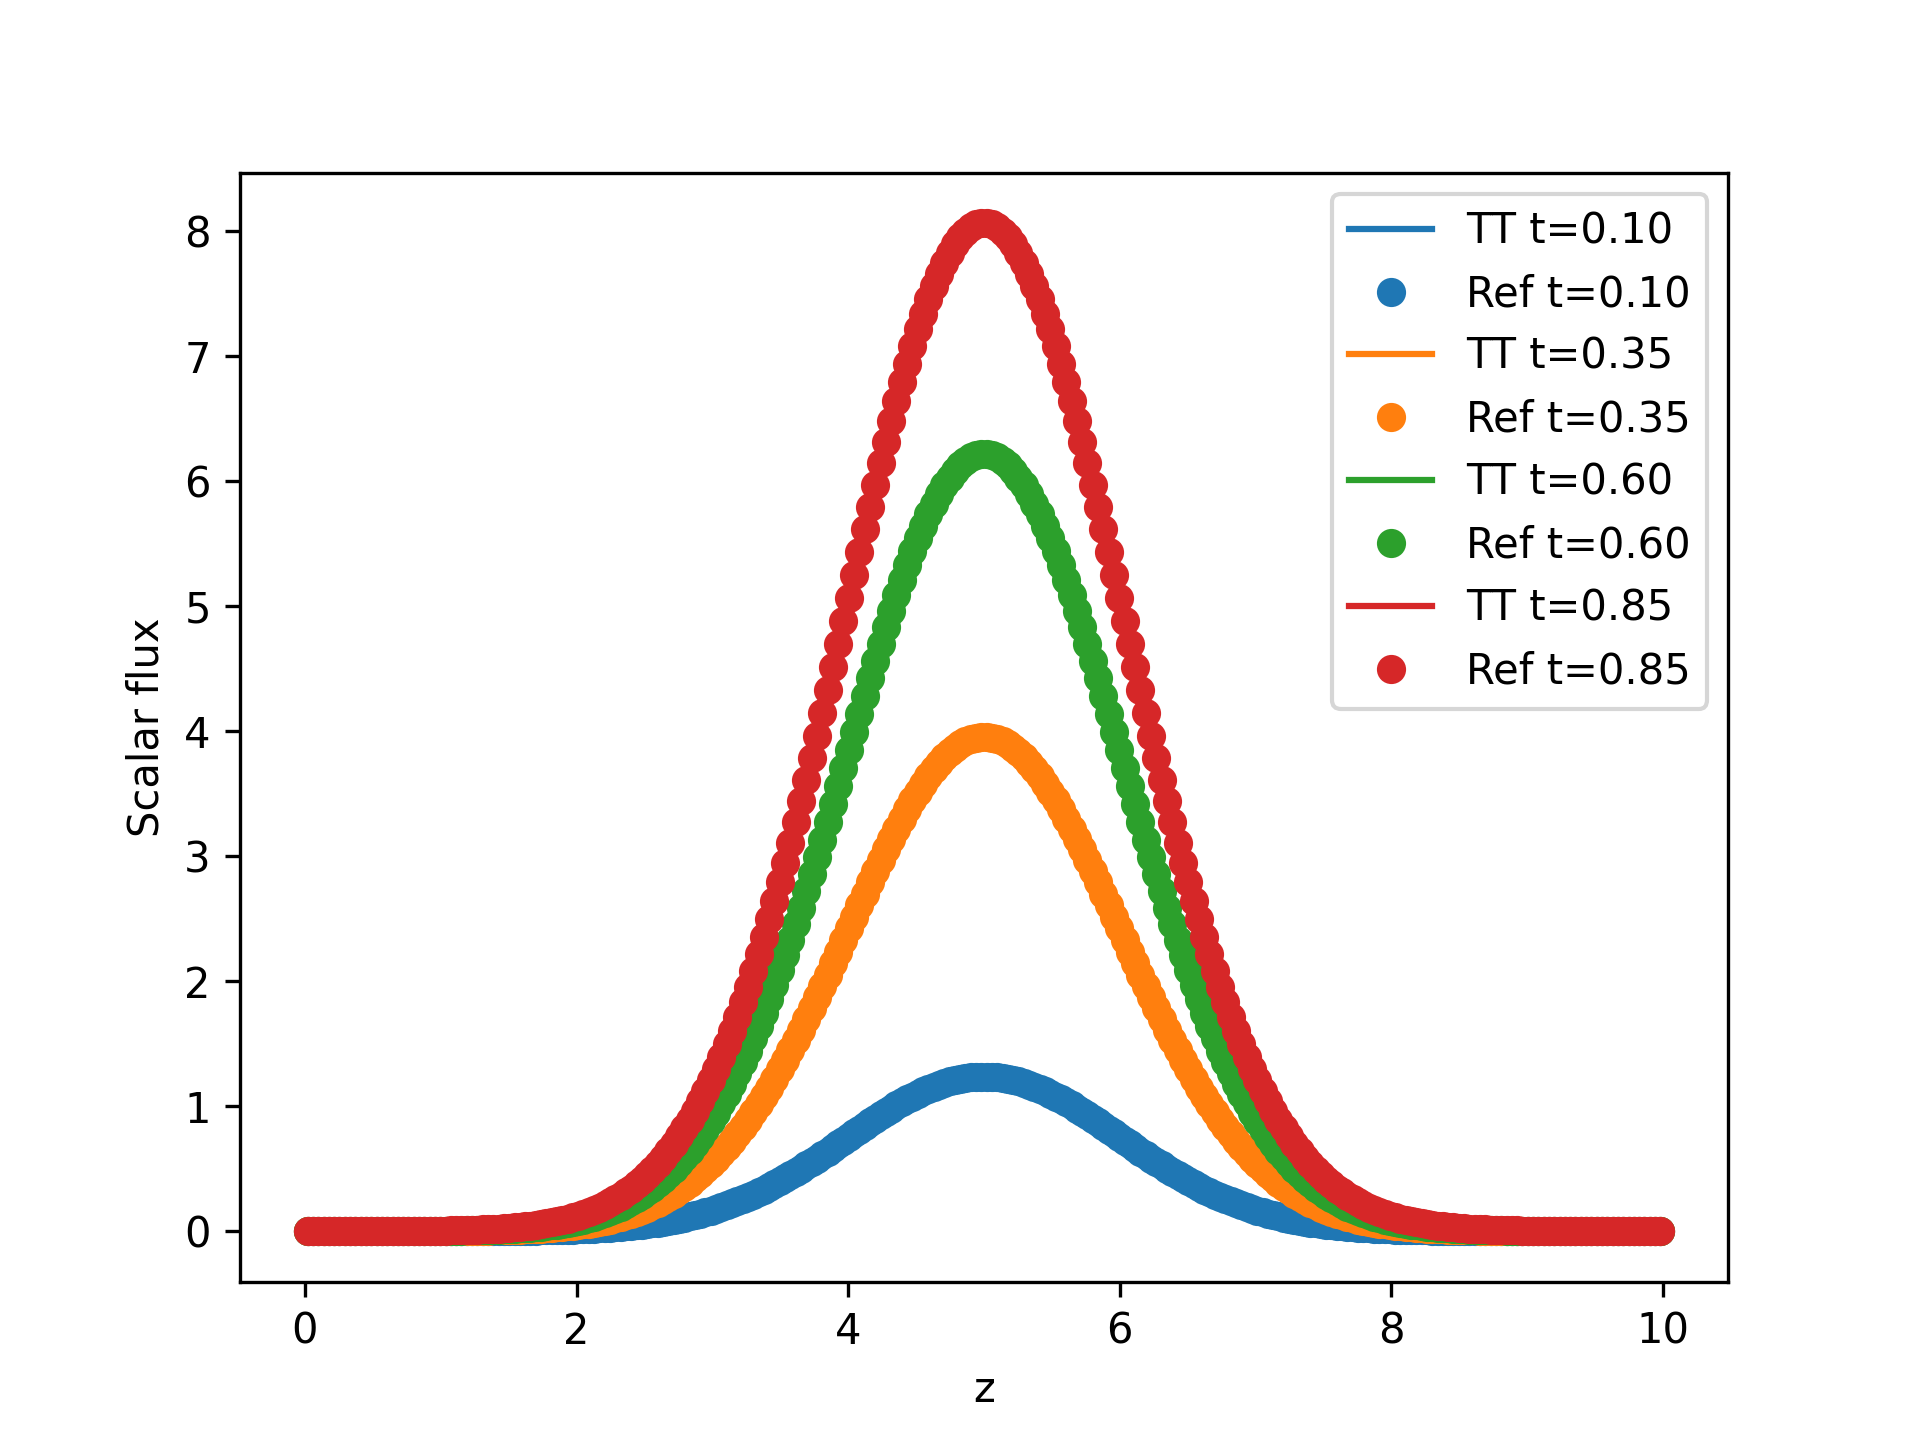 TT t=0.10
Ref t=0.10
TT t=0.35
Ref t=0.35
TT t=0.60
Ref t=0.60
TT t=0.85
Ref t=0.85
8
7
6
5
4
3
2
1
0
Scalar flux
0 2 4 6 8 10
z